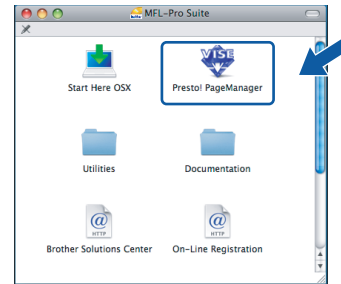 MFL-Pro Suite
Start Here OSX
VISE
Presto! PageManager
Utilities
Documentation
@
HTTP
Brother Solutions Center
@
HTTP
On-Line Registration